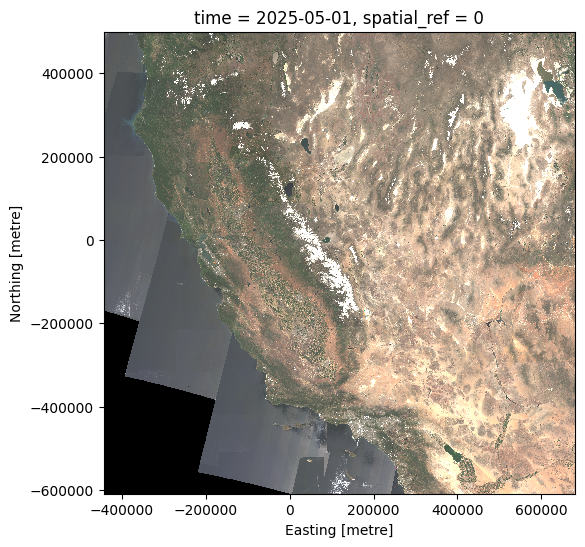 time = 2025-05-01, spatial_ref = 0
Northing [metre]
400000
200000
0
−200000
−400000
−600000
−400000 −200000 0 200000 400000 600000
Easting [metre]